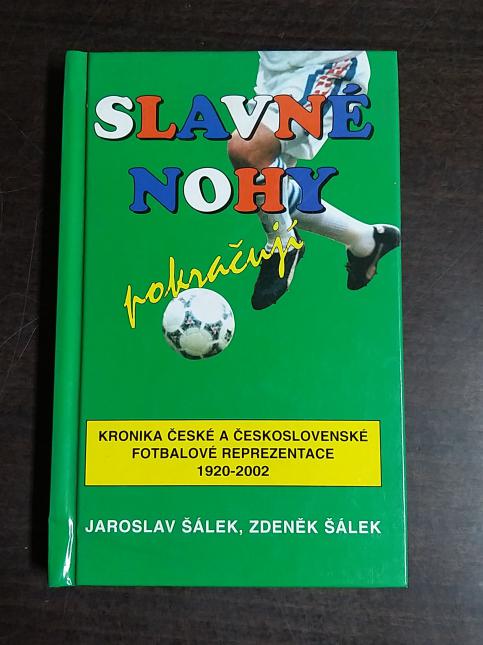 SLAVNÉ
NOHY
pokračují
KRONIKA ČESKÉ A ČESKOSLOVENSKÉ
FOTBALOVÉ REPREZENTACE
1920-2002
JAROSLAV ŠÁLEK, ZDENĚK ŠÁLEK